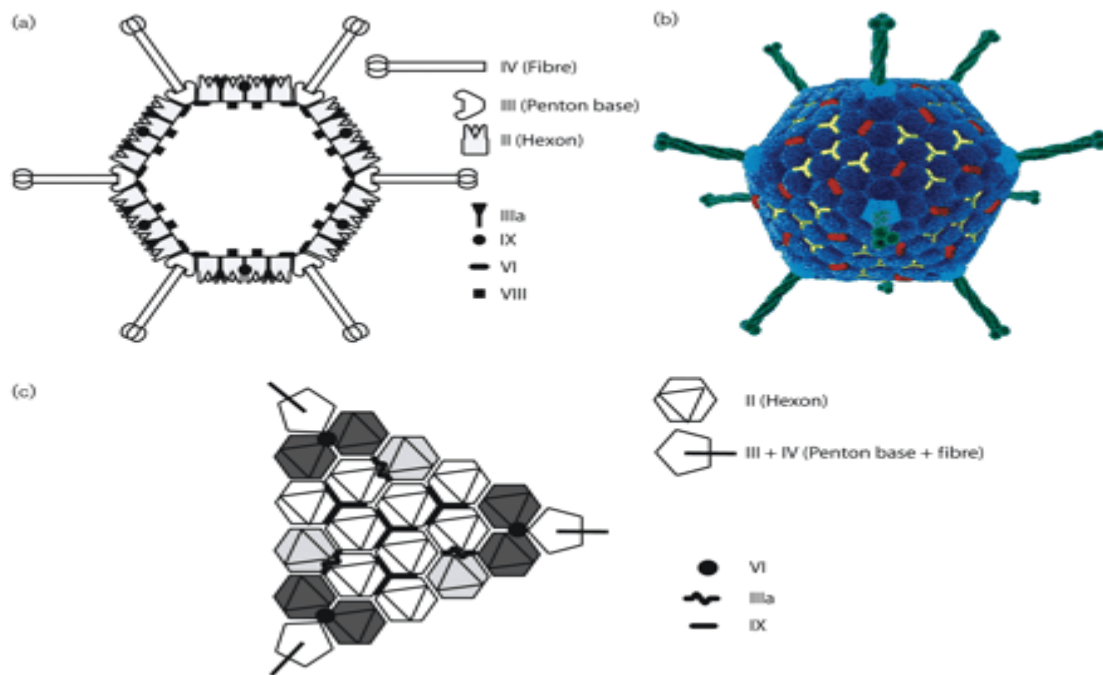 (a)
IV (Fibre)
III (Penton base)
II (Hexon)
IIIa
IX
VI
VIII
(b)
(c)
II (Hexon)
III + IV (Penton base + fibre)
VI
IIIa
IX